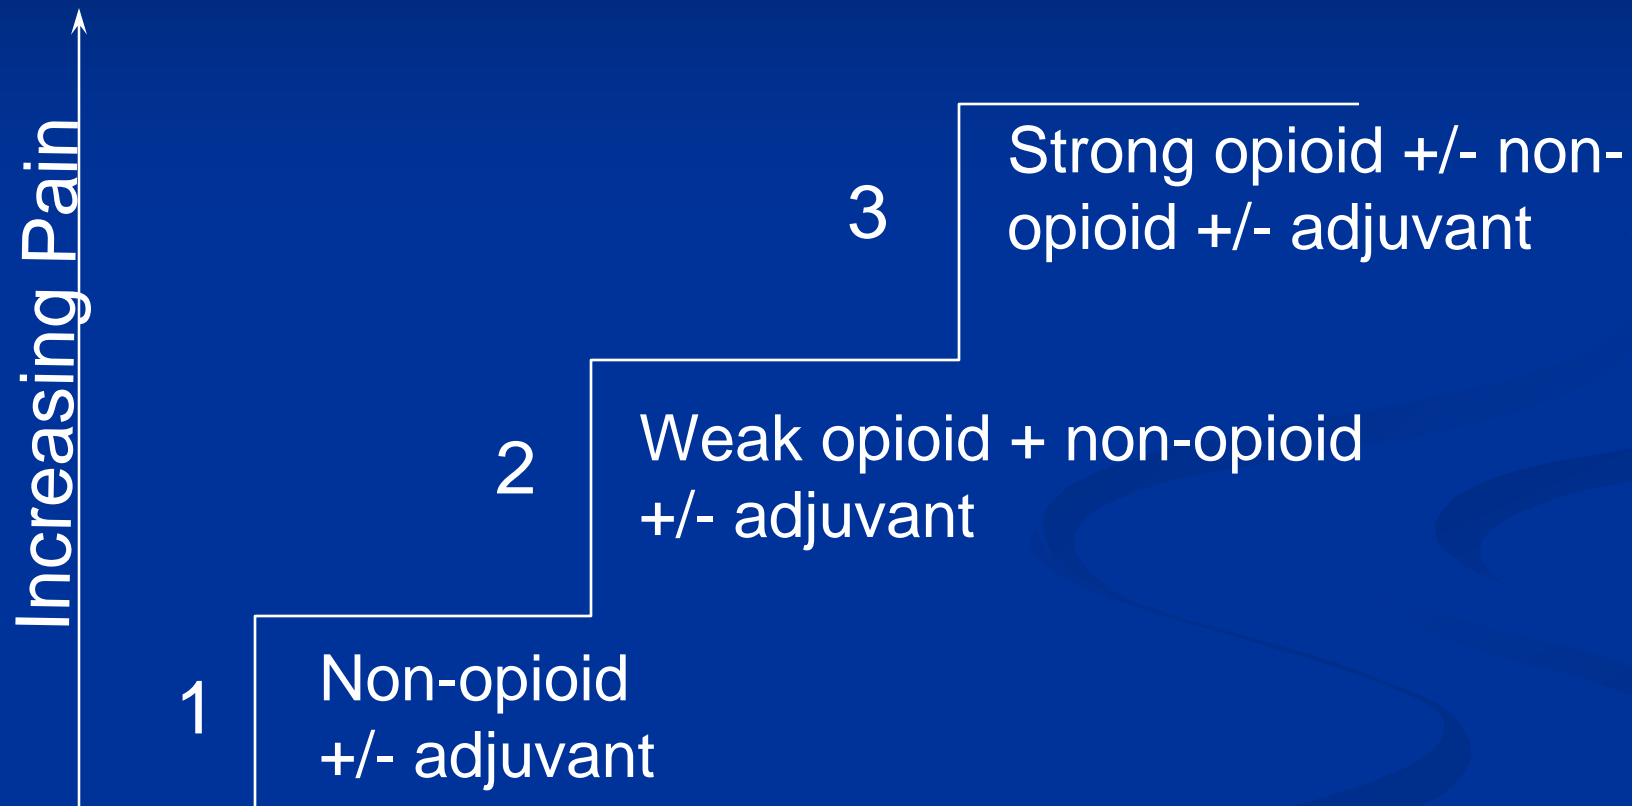 Increasing Pain
3
Strong opioid +/- non-
opioid +/- adjuvant
2
Weak opioid + non-opioid
+/- adjuvant
1
Non-opioid
+/- adjuvant